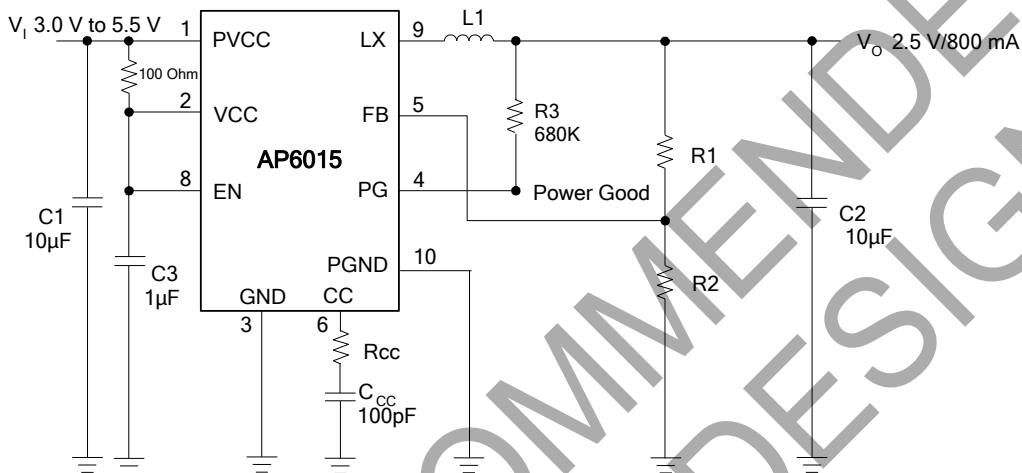 V_I 3.0 V to 5.5 V
1
PVCC
LX
9
L1
V_O 2.5 V/800 mA
100 Ohm
2
VCC
FB
5
R3
680K
R1
AP6015
8
EN
PG
4
Power Good
C1
10µF
C2
10µF
C3
1µF
PGND
10
R2
GND
CC
3
6
Rcc
C_CC
100pF
OMMENDE
DESIGN